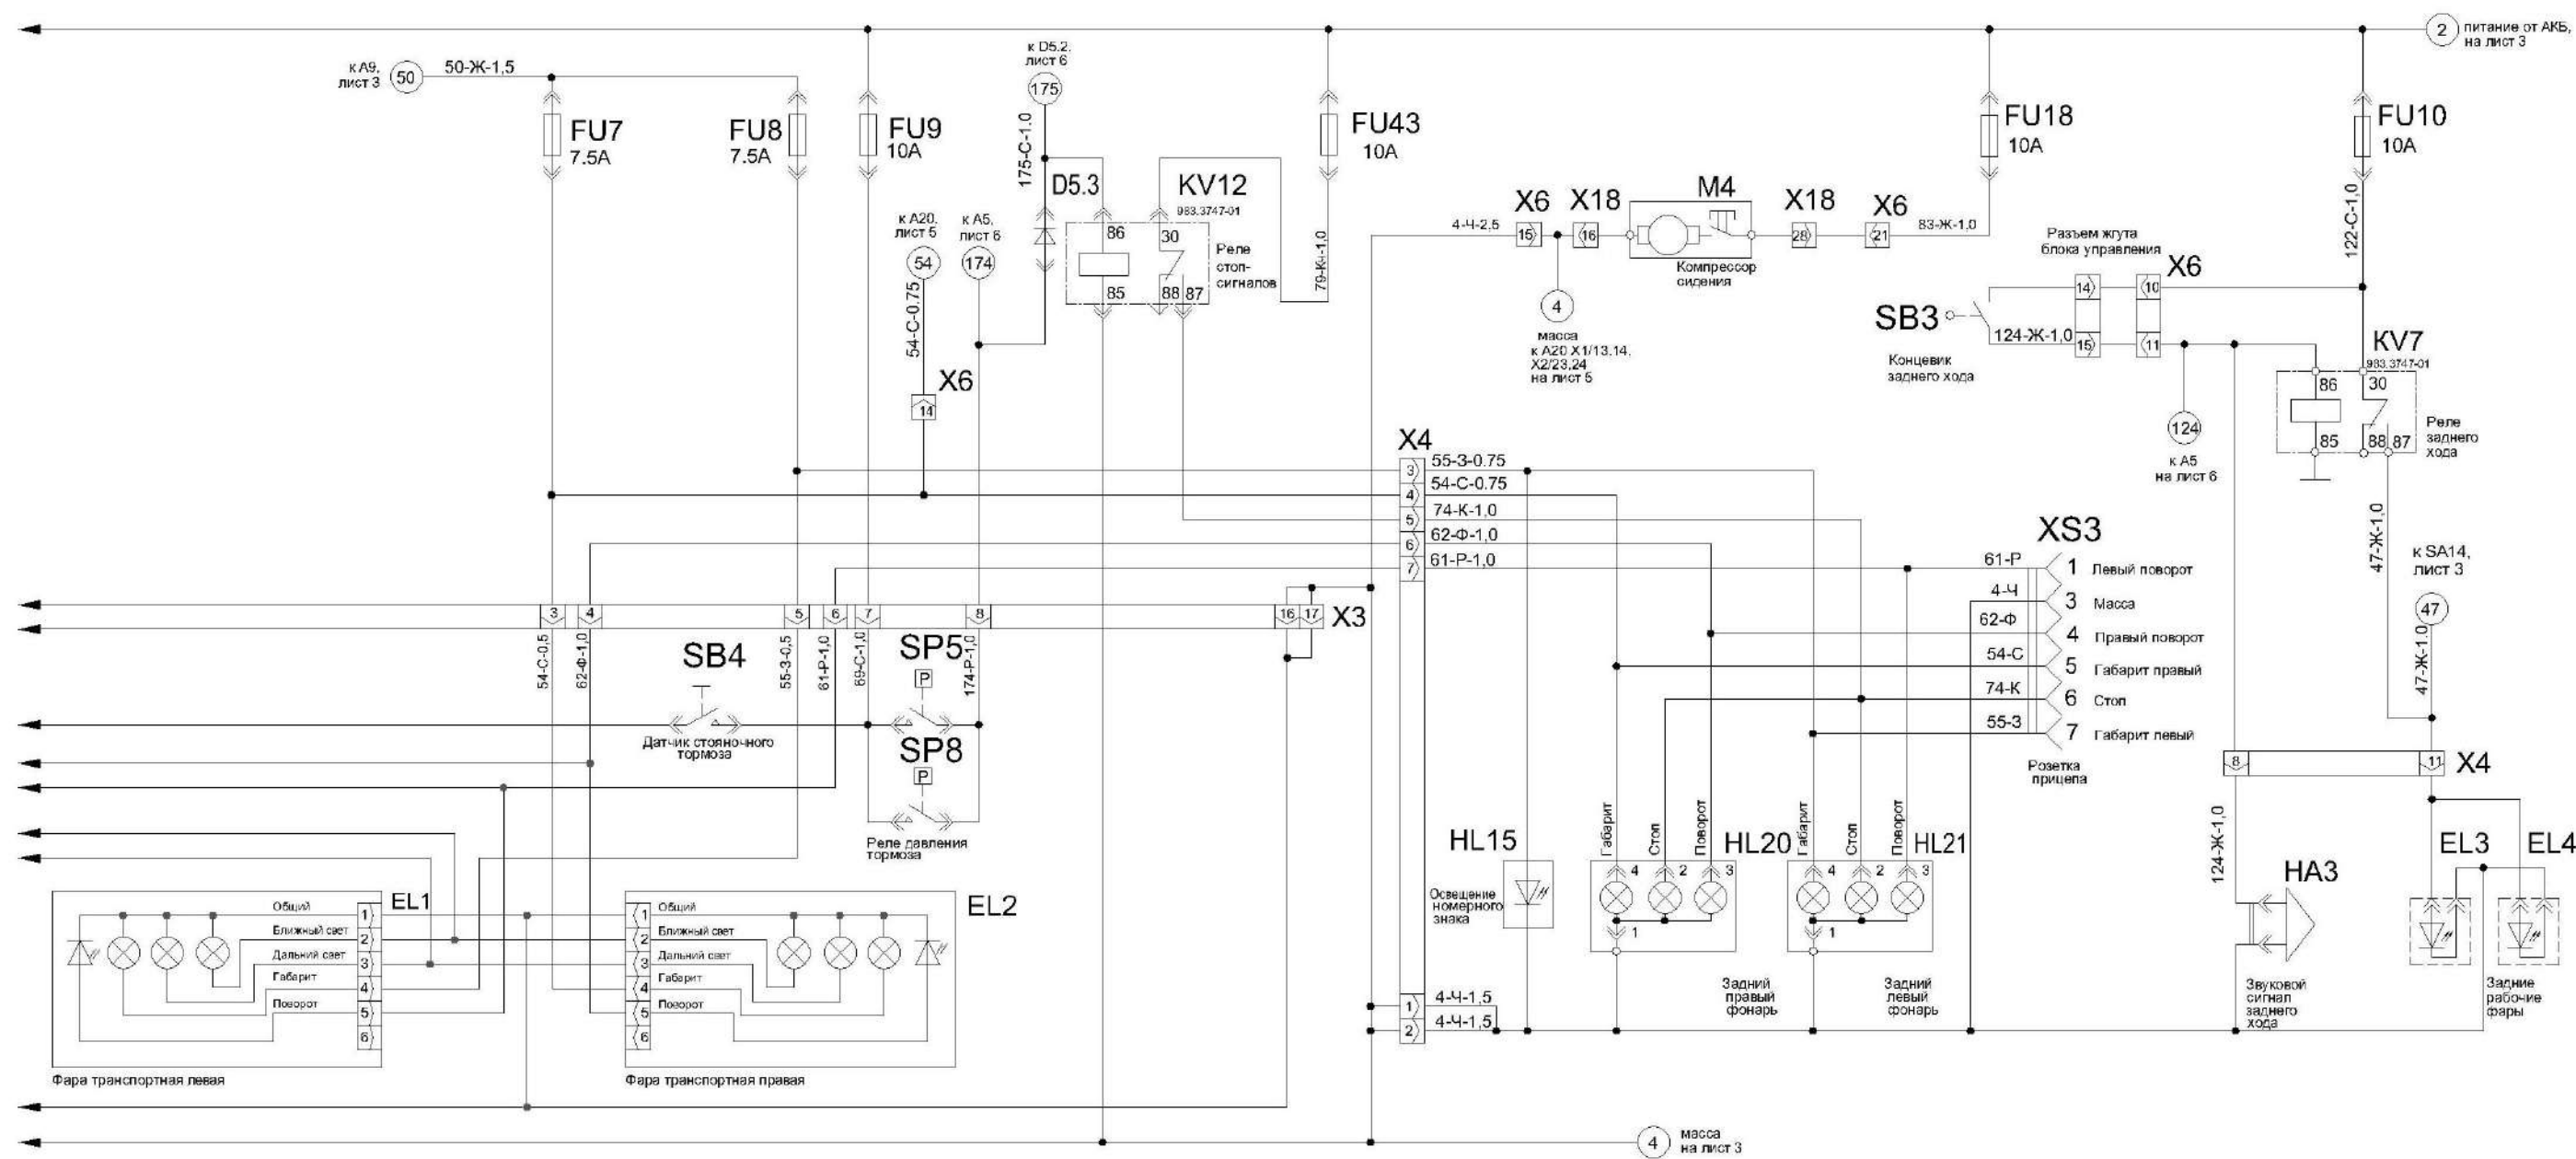 2
питание от АКБ,
на лист 3
к А9,
лист 3
50
50-Ж-1,5
к D5.2.
лист 6
175
175-С-1.0
FU7
7.5А
FU8
7.5А
FU9
10А
FU43
10А
FU18
10А
FU10
10А
D5.3
KV12
983.3747-01
86
30
85
88
87
Реле
стоп-
сигналов
79-Кч-1,0
к А20.
лист 5
54
54-С-0.75
к А5,
лист 6
174
X6
14
4-Ч-2,5
X6
15
X18
16
M4
Компрессор
сидения
X18
28
X6
21
83-Ж-1,0
4
масса
к А20 Х1/13.14.
Х2/23,24
на лист 5
122-С-1,0
Разъем жгута
блока управления
X6
14
10
15
11
SB3
124-Ж-1,0
Концевик
заднего хода
KV7
983.3747-01
86
30
85
88
87
Реле
заднего
хода
124
к А5
на лист 6
47-Ж-1,0
к SA14,
лист 3
47
47-Ж-1.0
X4
3
55-З-0.75
4
54-С-0.75
5
74-К-1,0
6
62-Ф-1,0
7
61-Р-1,0
XS3
61-Р
1
Левый поворот
4-Ч
3
Масса
62-Ф
4
Правый поворот
54-С
5
Габарит правый
74-К
6
Стоп
55-З
7
Габарит левый
Розетка
прицепа
3
4
5
6
7
8
16
17
X3
54-С-0,5
62-Ф-1,0
55-З-0,5
61-Р-1,0
69-С-1,0
174-Р-1,0
SB4
Датчик стояночного
тормоза
SP5
P
SP8
P
Реле давления
тормоза
8
11
X4
124-Ж-1,0
HL15
Освещение
номерного
знака
Габарит
Стоп
Поворот
HL20
4
2
3
1
Задний
правый
фонарь
Габарит
Стоп
Поворот
HL21
4
2
3
1
Задний
левый
фонарь
HA3
Звуковой
сигнал
заднего
хода
EL3
EL4
Задние
рабочие
фары
EL1
Общий
1
Ближный свет
2
Дальний свет
3
Габарит
4
Поворот
5
6
Фара транспортная левая
EL2
1
Общий
2
Ближный свет
3
Дальний свет
4
Габарит
5
Поворот
6
Фара транспортная правая
1
4-Ч-1,5
2
4-Ч-1,5
4
масса
на лист 3